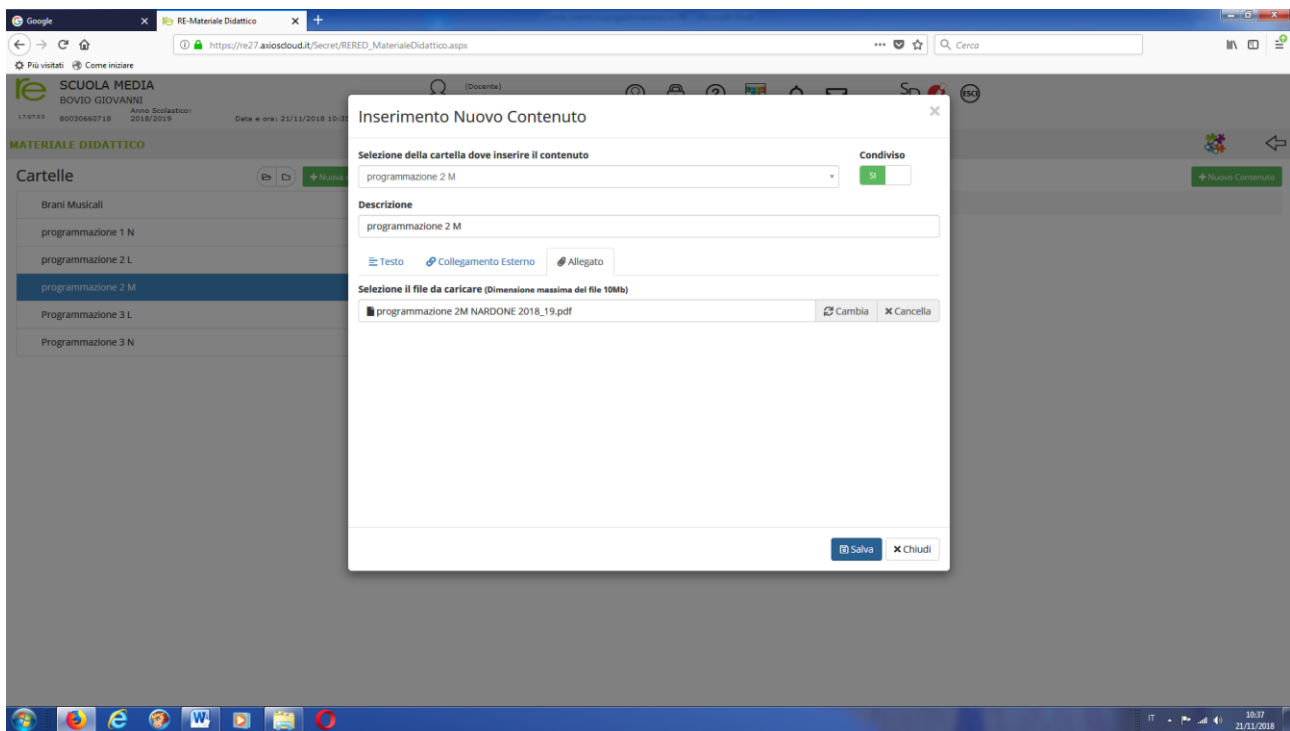 Google
RE-Materiale Didattico
https://re27.axioscloud.it/Secret/RERED_MaterialeDidattico.aspx
Cerca
Più visitati Come iniziare
re
SCUOLA MEDIA
BOVIO GIOVANNI
80030660718
Anno Scolastico:
2018/2019
Data e ora: 21/11/2018 10:35
(Docente)
ESCI
MATERIALE DIDATTICO
Cartelle
+ Nuova
+ Nuovo Contenuto
Brani Musicali
programmazione 1 N
programmazione 2 L
programmazione 2 M
Programmazione 3 L
Programmazione 3 N
Inserimento Nuovo Contenuto
Selezione della cartella dove inserire il contenuto
Condiviso
programmazione 2 M
SI
Descrizione
programmazione 2 M
Testo
Collegamento Esterno
Allegato
Selezione il file da caricare (Dimensione massima del file 10Mb)
programmazione 2M NARDONE 2018_19.pdf
Cambia
Cancella
Salva
Chiudi
IT
10:37
21/11/2018